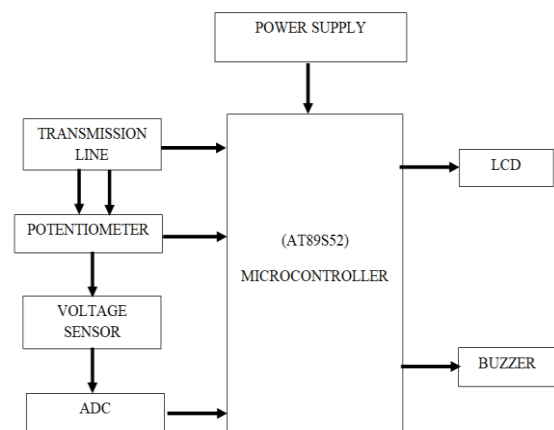 POWER SUPPLY
TRANSMISSION
LINE
LCD
POTENTIOMETER
(AT89S52)
MICROCONTROLLER
VOLTAGE
SENSOR
BUZZER
ADC